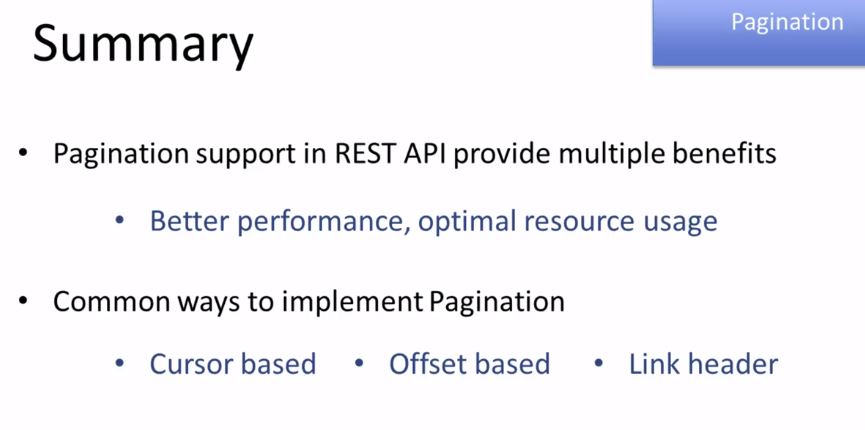 Summary
Pagination
• Pagination support in REST API provide multiple benefits
• Better performance, optimal resource usage
• Common ways to implement Pagination
• Cursor based • Offset based • Link header